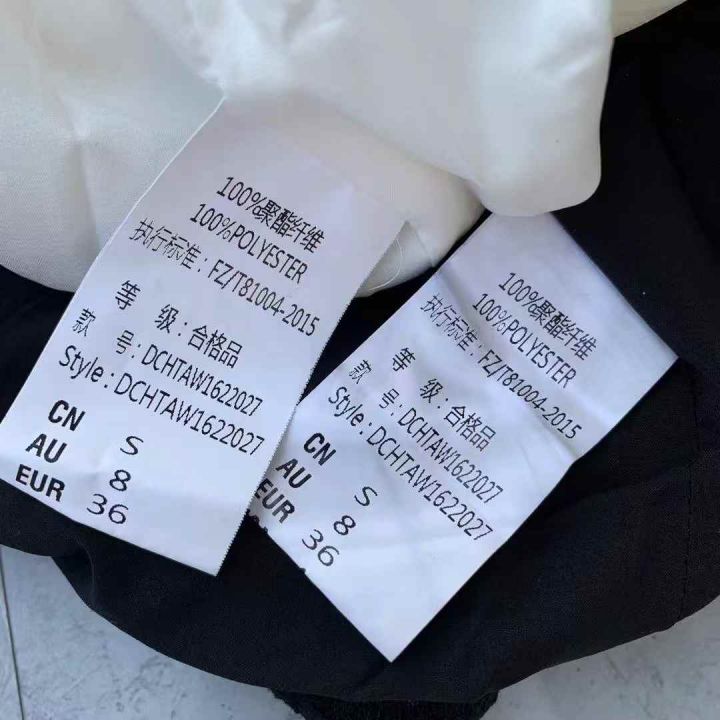 100%聚酯纤维
100%POLYESTER
执行标准：FZ/T81004-2015
等 级：合格品
款 号：DCHTAW1622027
Style：DCHTAW1622027
CN S
AU 8
EUR 36
100%聚酯纤维
100%POLYESTER
执行标准：FZ/T81004-2015
等 级：合格品
款 号：DCHTAW1622027
Style：DCHTAW1622027
CN S
AU 8
EUR 36